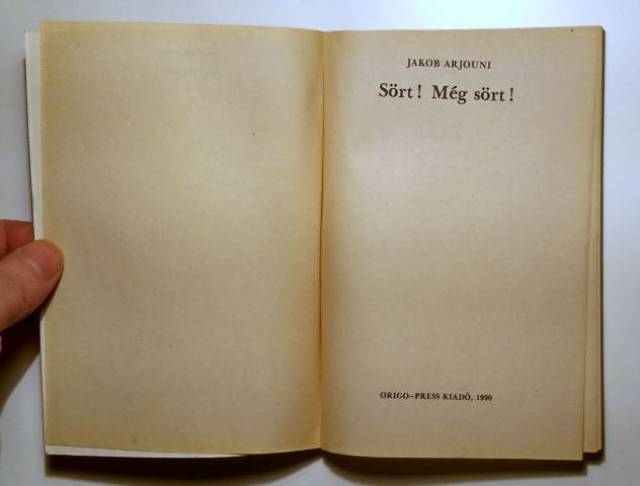 JAKOB ARJOUNI
Sört! Még sört!
ORIGO–PRESS KIADÓ, 1990